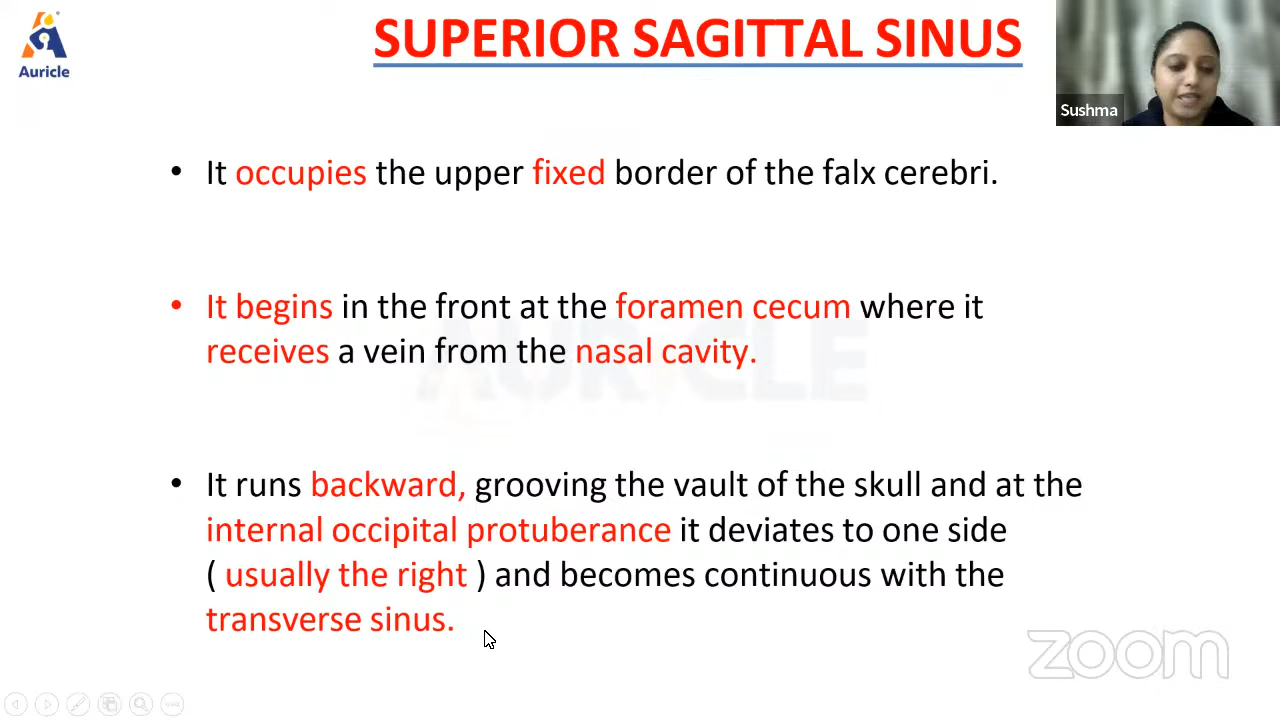 Auricle
SUPERIOR SAGITTAL SINUS
Sushma
• It occupies the upper fixed border of the falx cerebri.
• It begins in the front at the foramen cecum where it
receives a vein from the nasal cavity.
AURICLE
• It runs backward, grooving the vault of the skull and at the
internal occipital protuberance it deviates to one side
( usually the right ) and becomes continuous with the
transverse sinus.
zoom